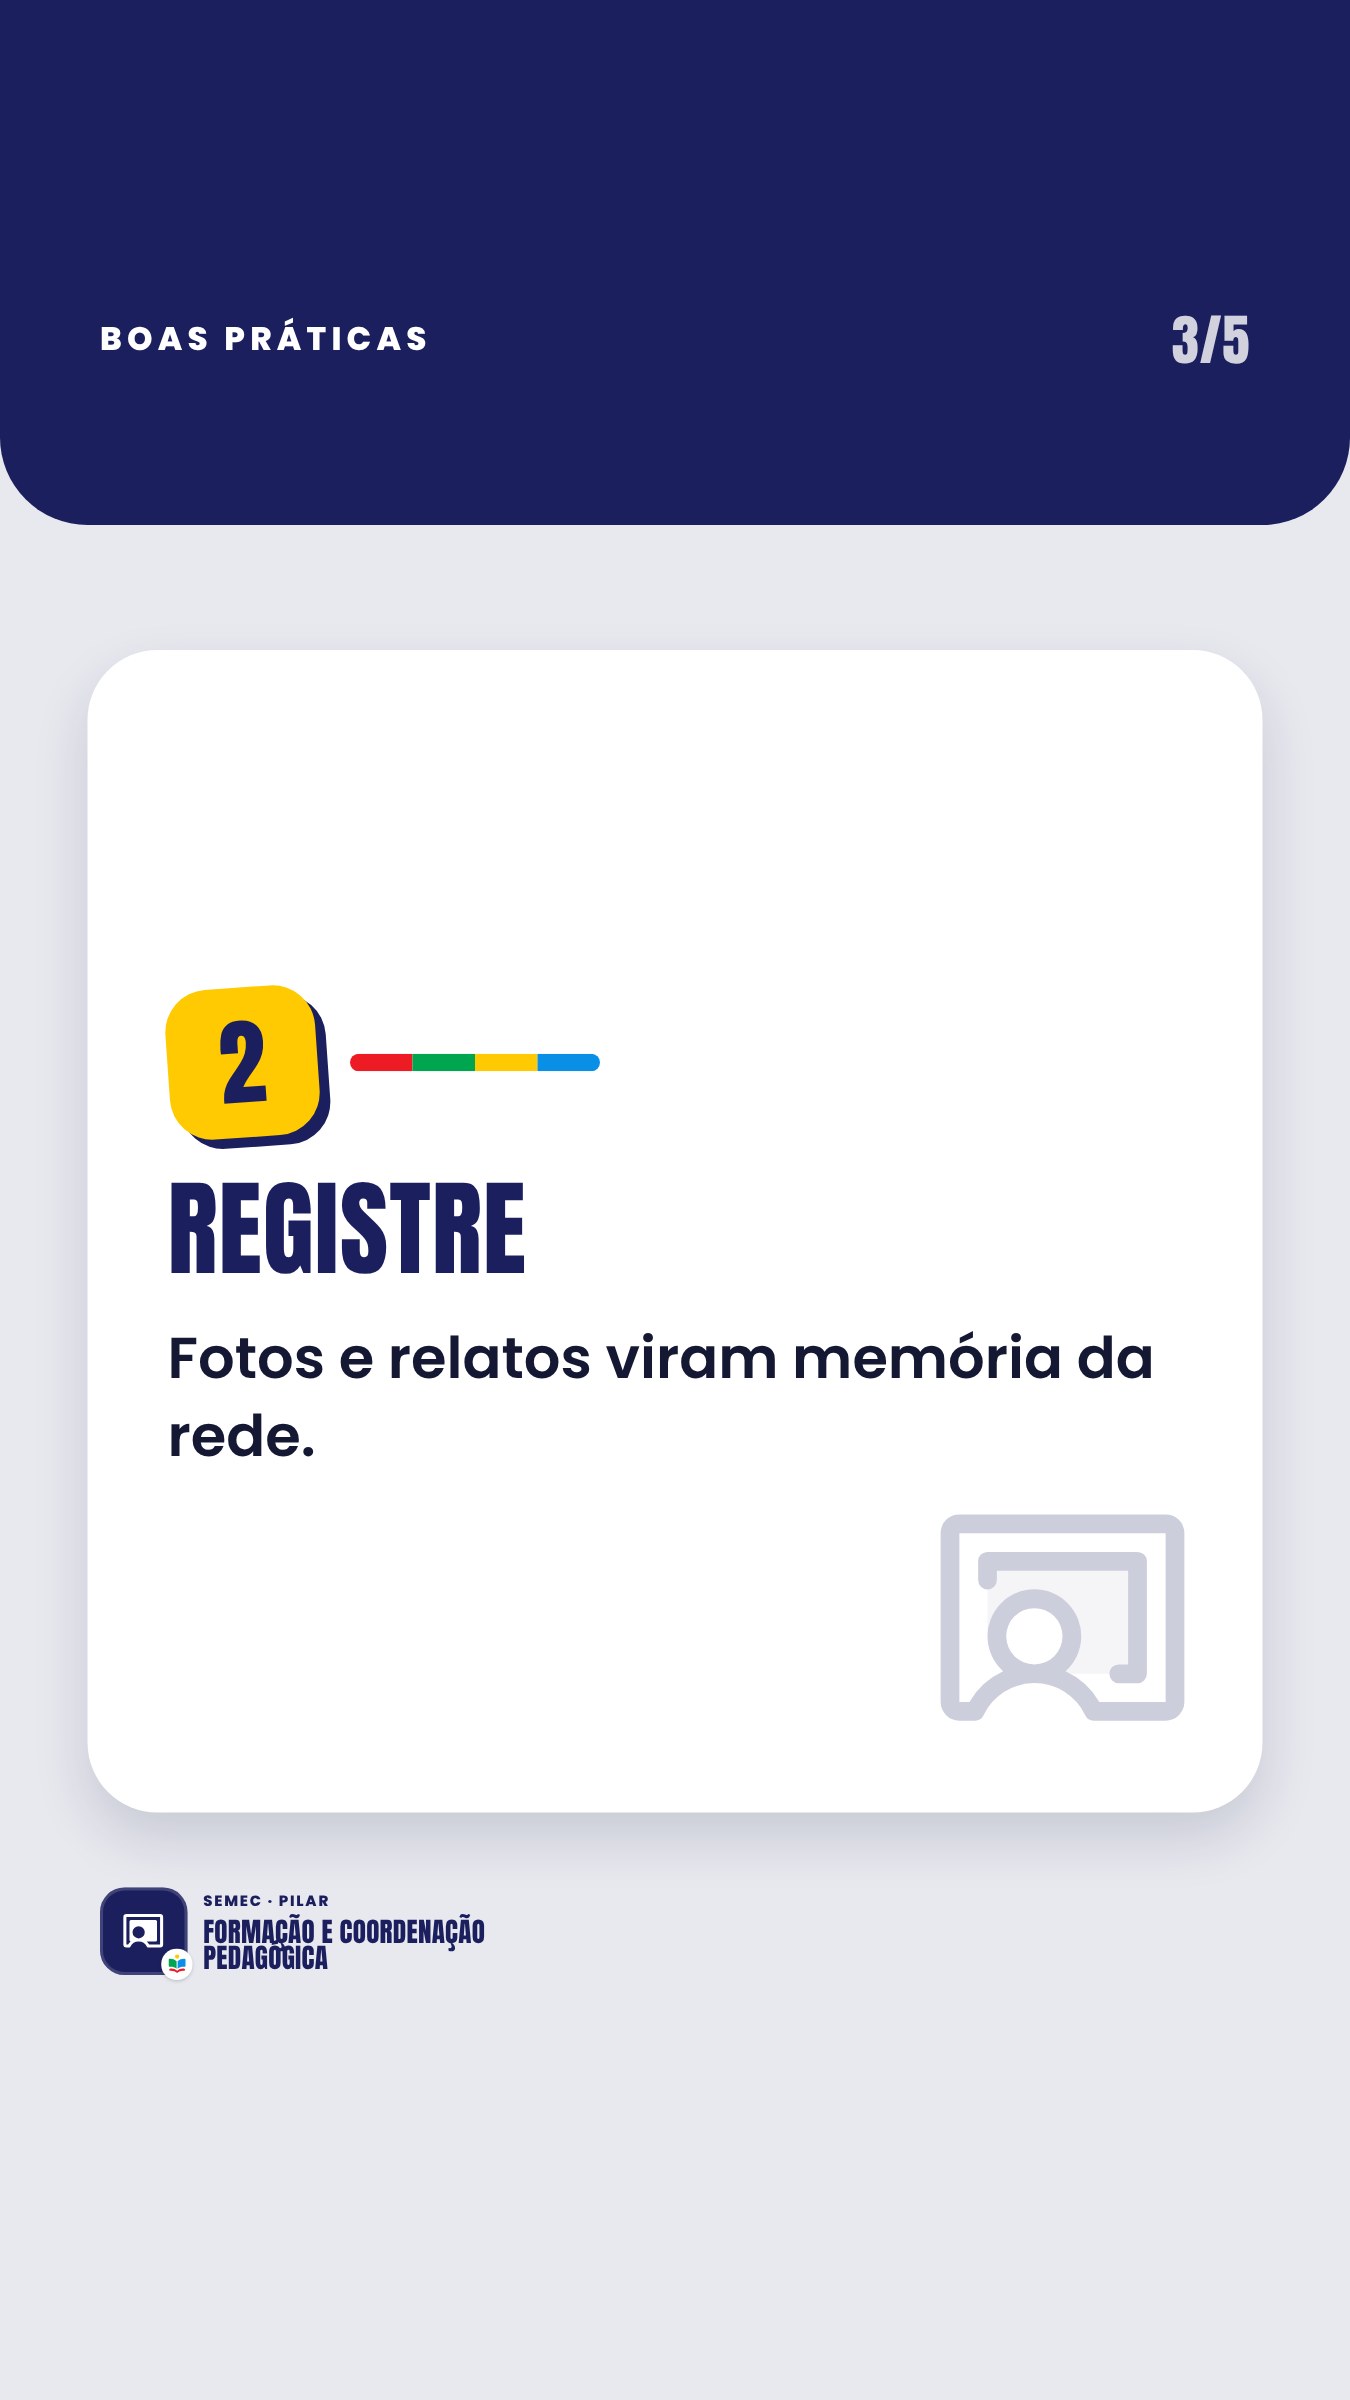 BOAS PRÁTICAS
3/5
2
REGISTRE
Fotos e relatos viram memória da
rede.
SEMEC · PILAR
FORMAÇÃO E COORDENAÇÃO
PEDAGÓGICA